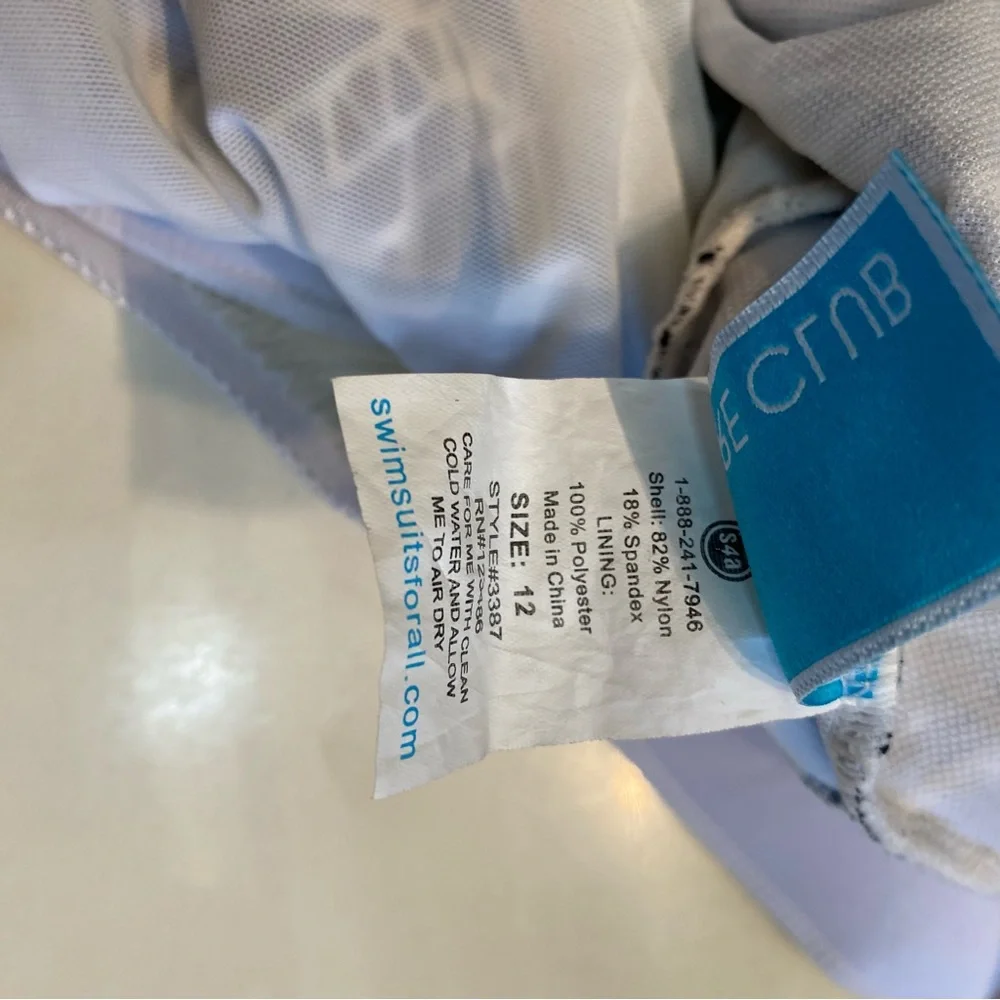 CLUB
s4a
1-888-241-7946
Shell: 82% Nylon
18% Spandex
LINING:
100% Polyester
Made in China
SIZE: 12
STYLE#3387
CARE FOR ME WITH CLEAN
COLD WATER AND ALLOW
ME TO AIR DRY
swimsuitsforall.com